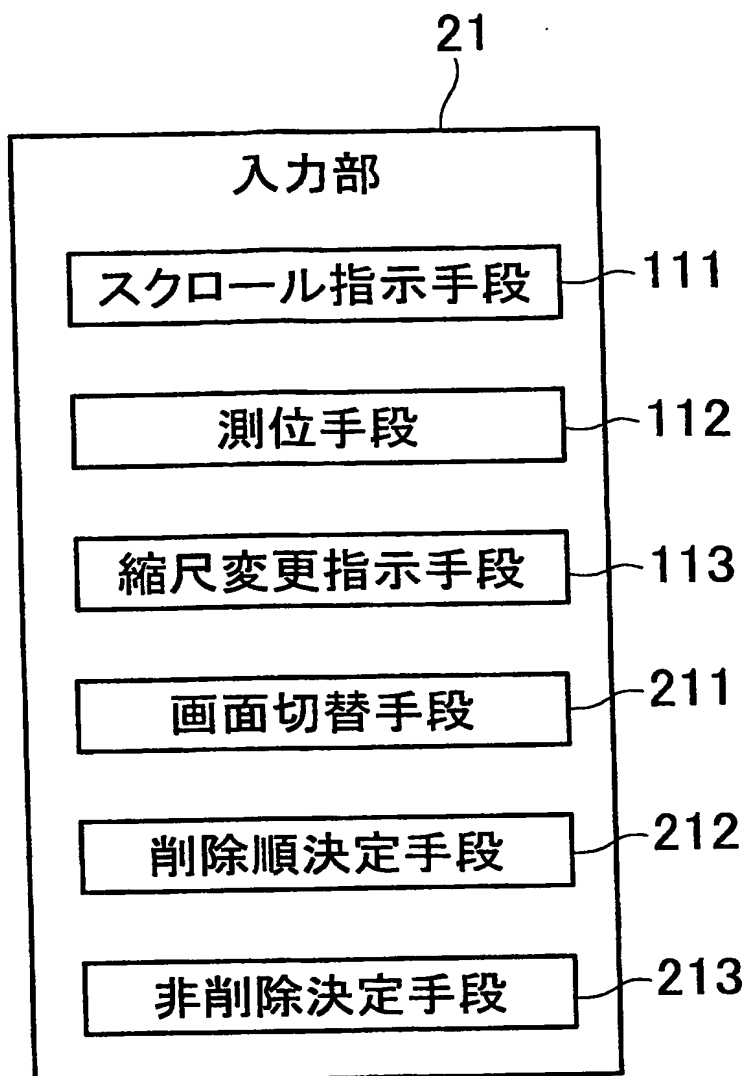 21
入力部
スクロール指示手段
111
測位手段
112
縮尺変更指示手段
113
画面切替手段
211
削除順決定手段
212
非削除決定手段
213